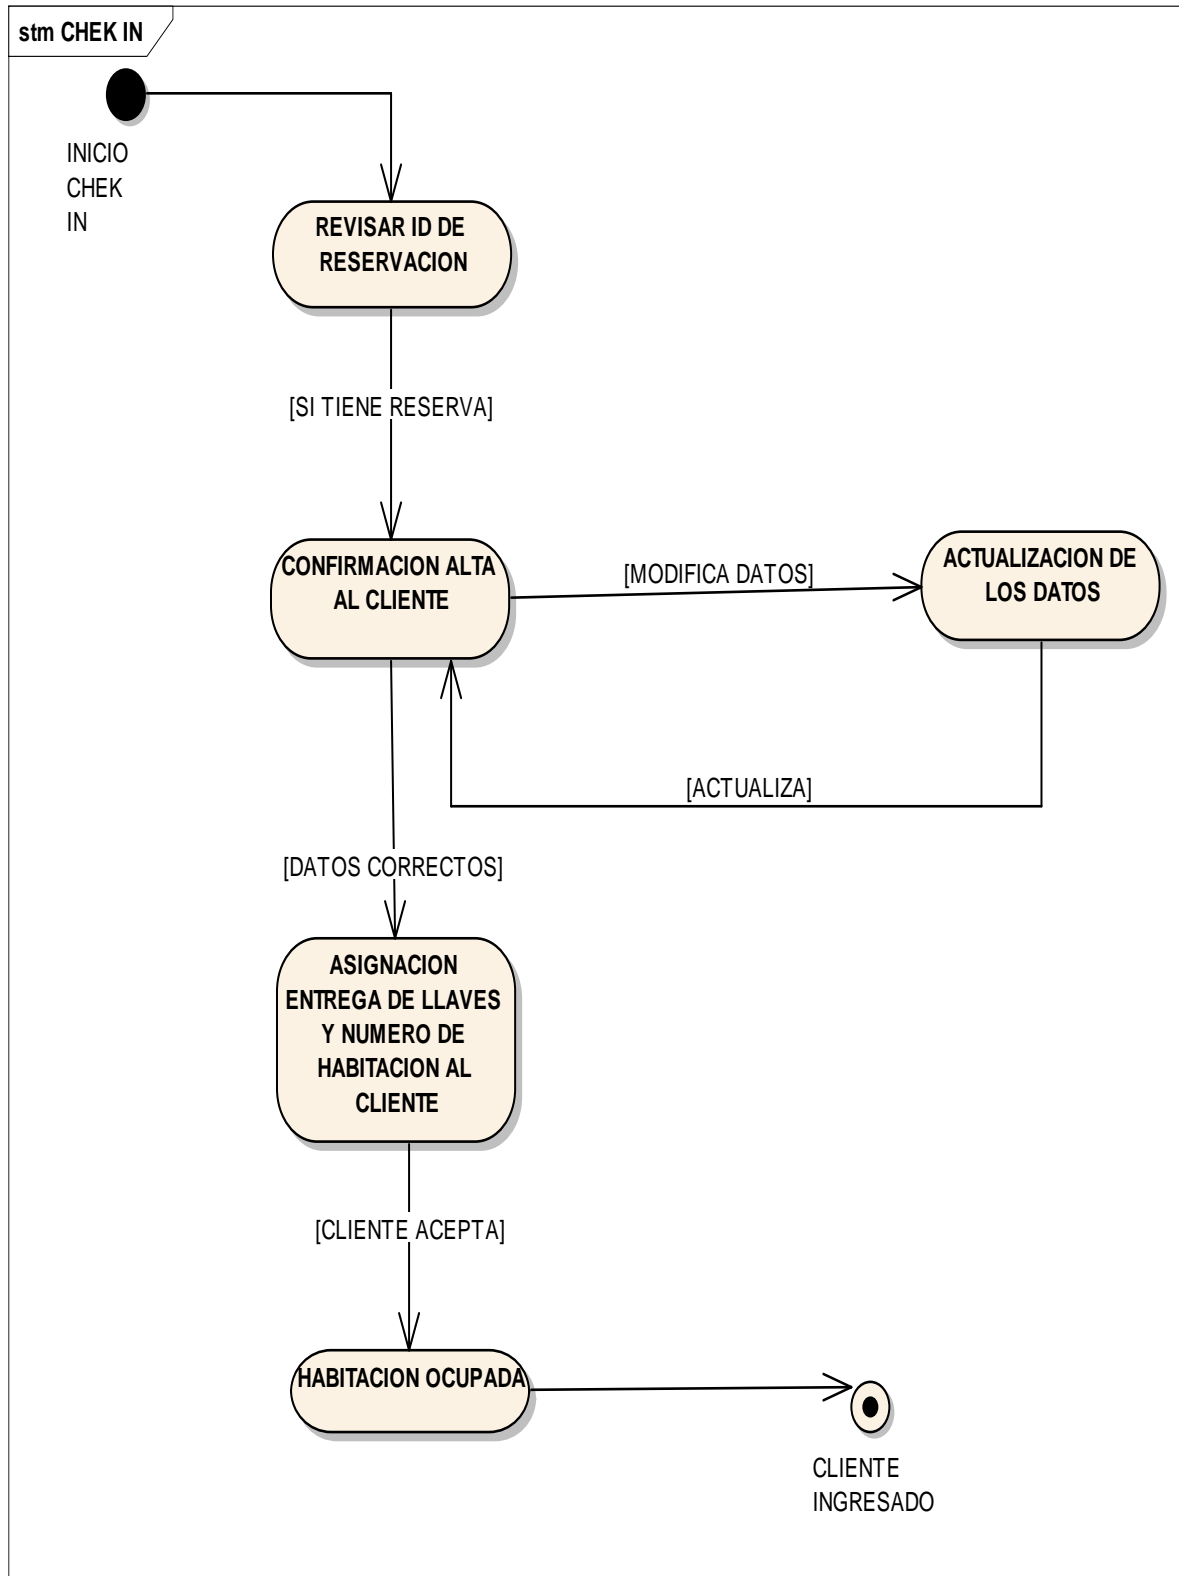 stm CHEK IN
INICIO
CHEK
IN
REVISAR ID DE
RESERVACION
[SI TIENE RESERVA]
CONFIRMACION ALTA
AL CLIENTE
[MODIFICA DATOS]
ACTUALIZACION DE
LOS DATOS
[ACTUALIZA]
[DATOS CORRECTOS]
ASIGNACION
ENTREGA DE LLAVES
Y NUMERO DE
HABITACION AL
CLIENTE
[CLIENTE ACEPTA]
HABITACION OCUPADA
CLIENTE
INGRESADO